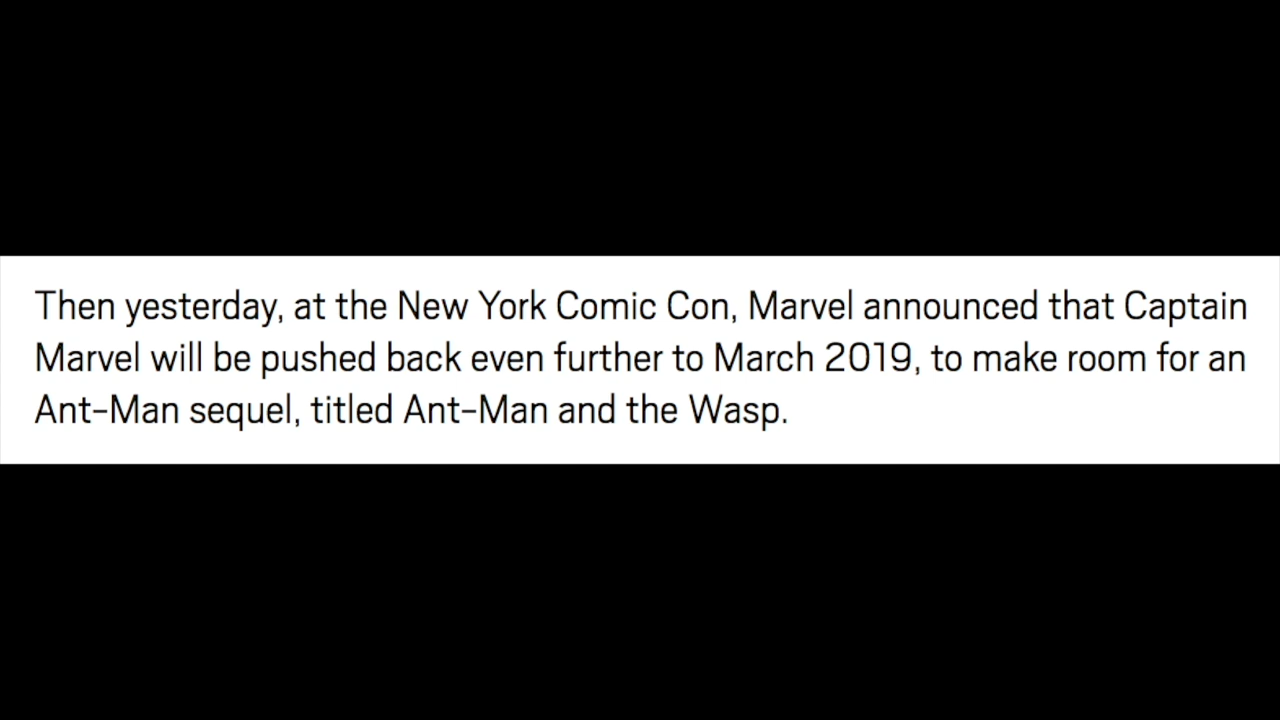 Then yesterday, at the New York Comic Con, Marvel announced that Captain
Marvel will be pushed back even further to March 2019, to make room for an
Ant-Man sequel, titled Ant-Man and the Wasp.